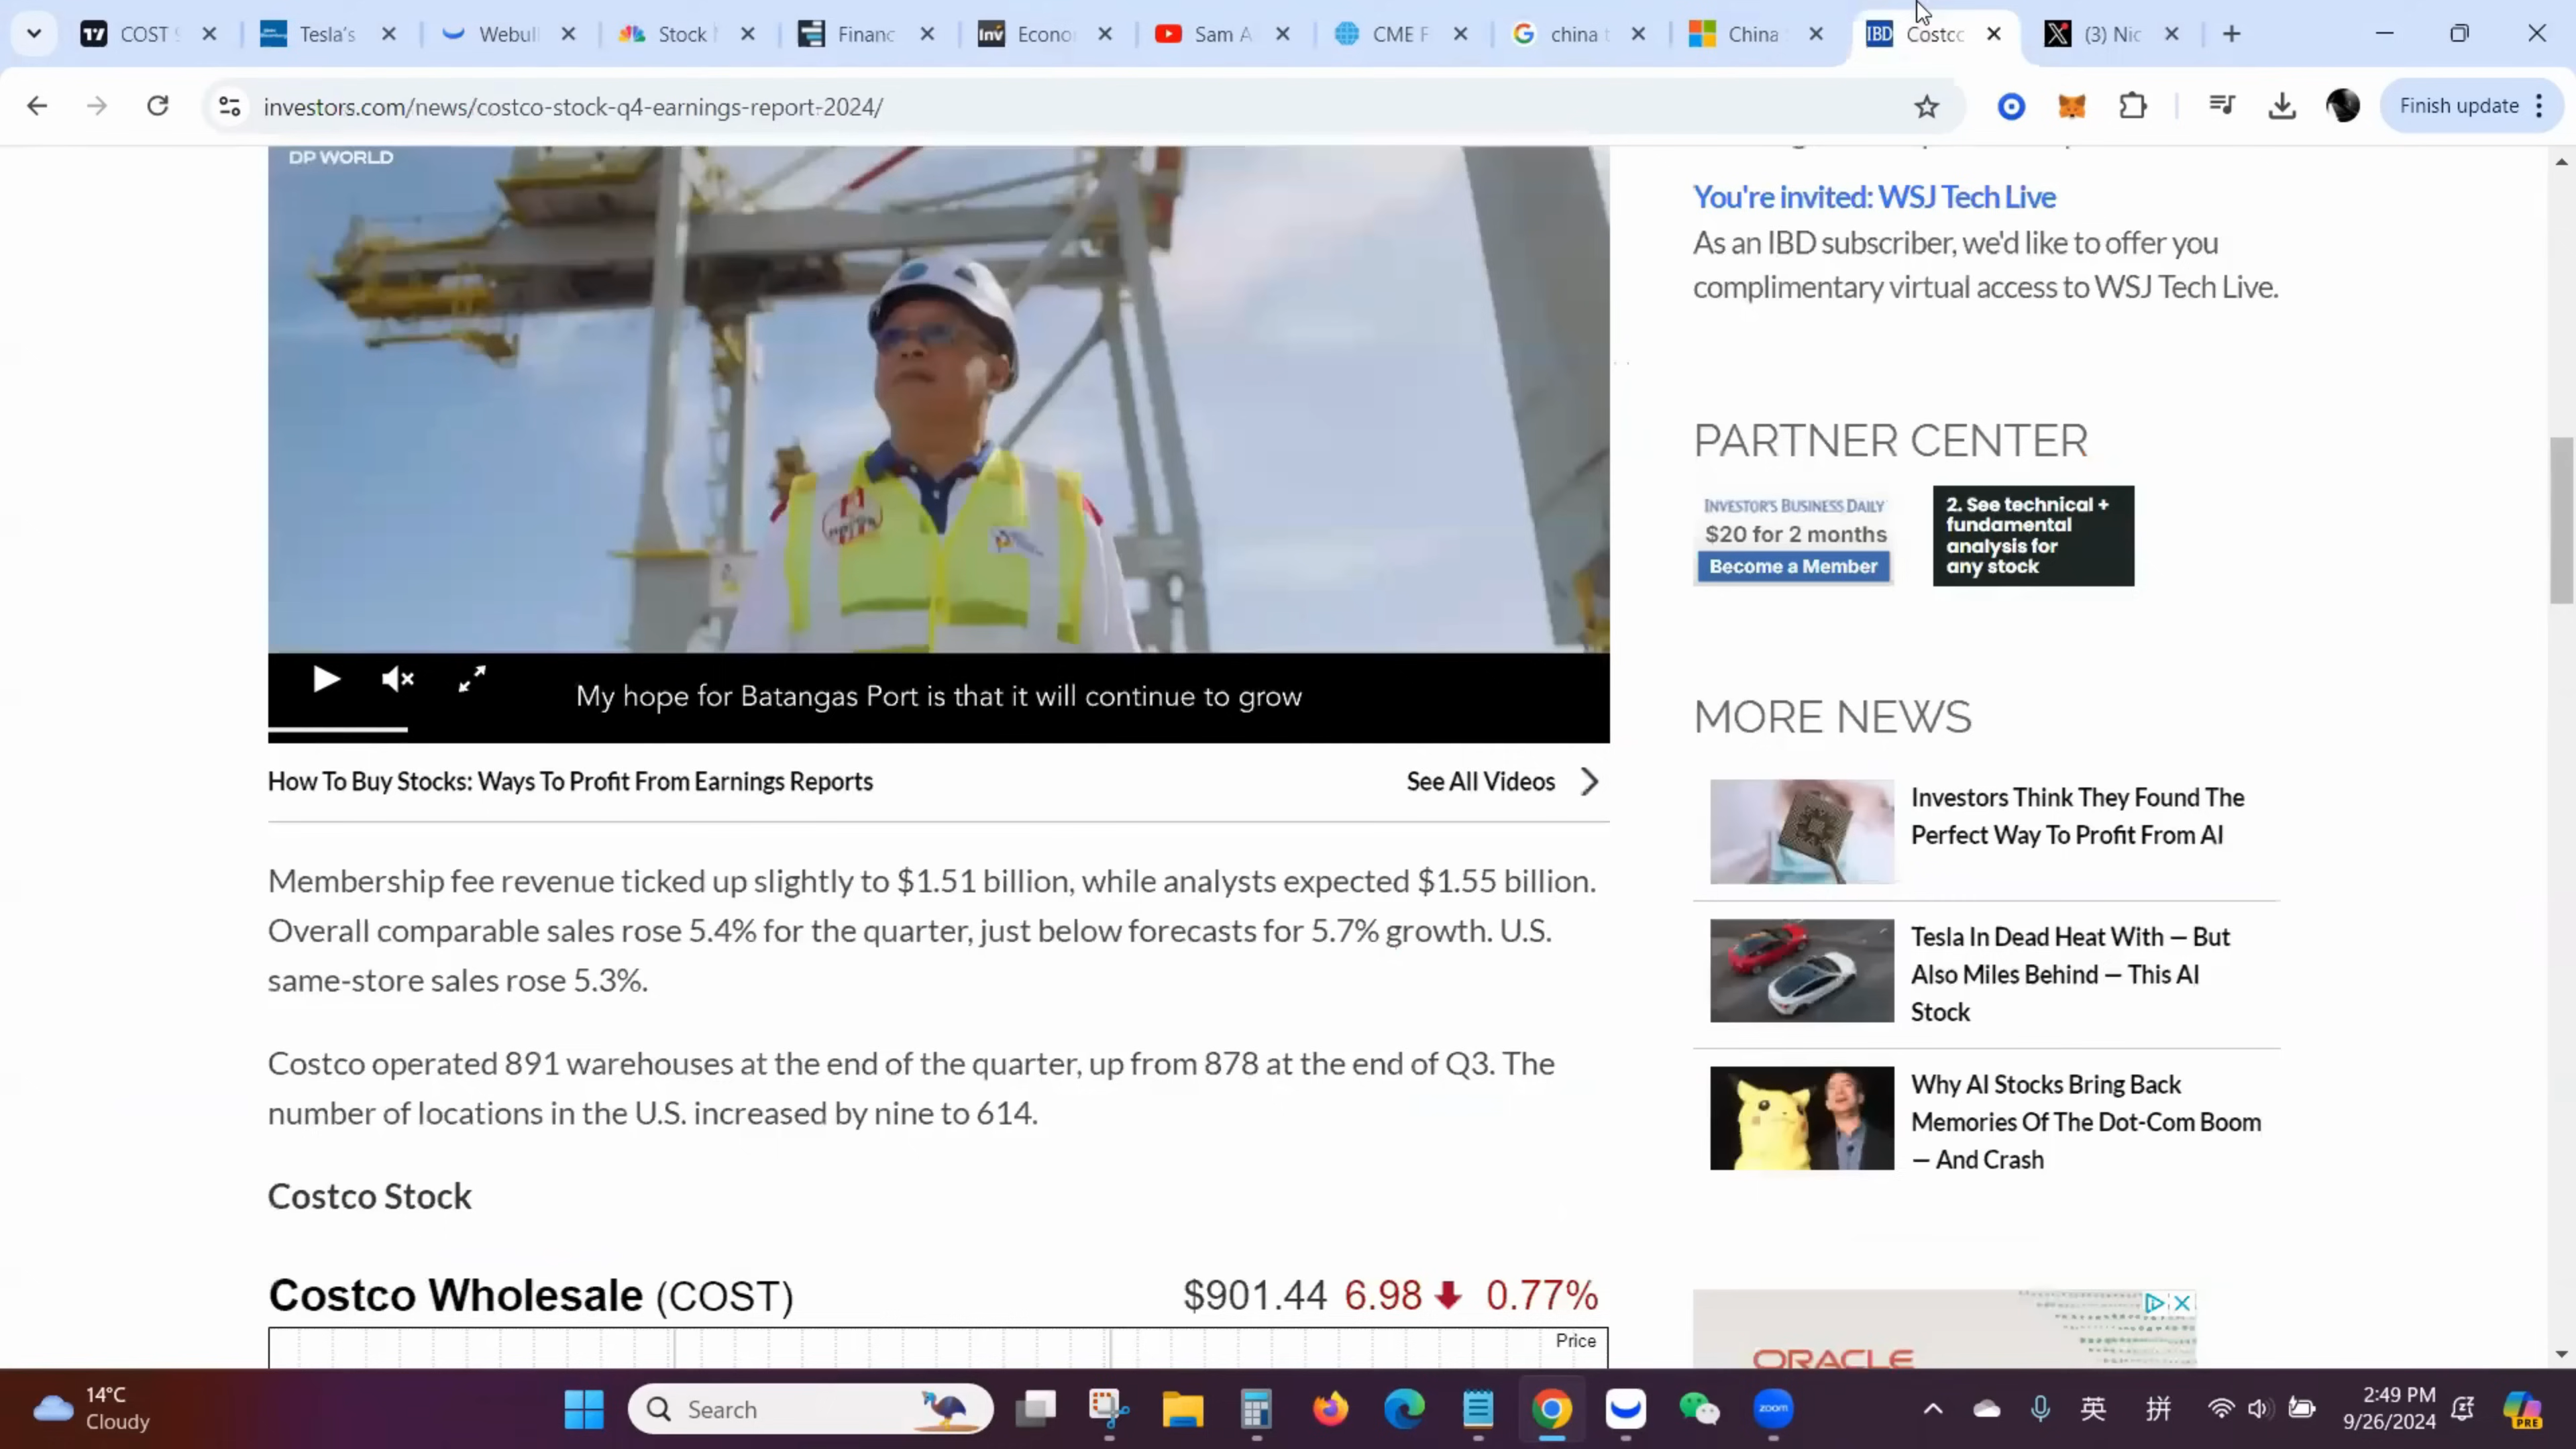 COST
Tesla's
Webull
Stock
Financ
Econo
Sam A
CME F
china t
China
IBD Costco
(3) Nic
investors.com/news/costco-stock-q4-earnings-report-2024/
Finish update
DP WORLD
My hope for Batangas Port is that it will continue to grow
How To Buy Stocks: Ways To Profit From Earnings Reports
See All Videos
Membership fee revenue ticked up slightly to $1.51 billion, while analysts expected $1.55 billion.
Overall comparable sales rose 5.4% for the quarter, just below forecasts for 5.7% growth. U.S.
same-store sales rose 5.3%.
Costco operated 891 warehouses at the end of the quarter, up from 878 at the end of Q3. The
number of locations in the U.S. increased by nine to 614.
Costco Stock
Costco Wholesale (COST) $901.44 6.98 0.77%
Price
You're invited: WSJ Tech Live
As an IBD subscriber, we'd like to offer you
complimentary virtual access to WSJ Tech Live.
PARTNER CENTER
INVESTOR'S BUSINESS DAILY
$20 for 2 months
Become a Member
2. See technical +
fundamental
analysis for
any stock
MORE NEWS
Investors Think They Found The
Perfect Way To Profit From AI
Tesla In Dead Heat With — But
Also Miles Behind — This AI
Stock
Why AI Stocks Bring Back
Memories Of The Dot-Com Boom
— And Crash
ORACLE
14°C
Cloudy
Search
zoom
英
拼
2:49 PM
9/26/2024
PRE